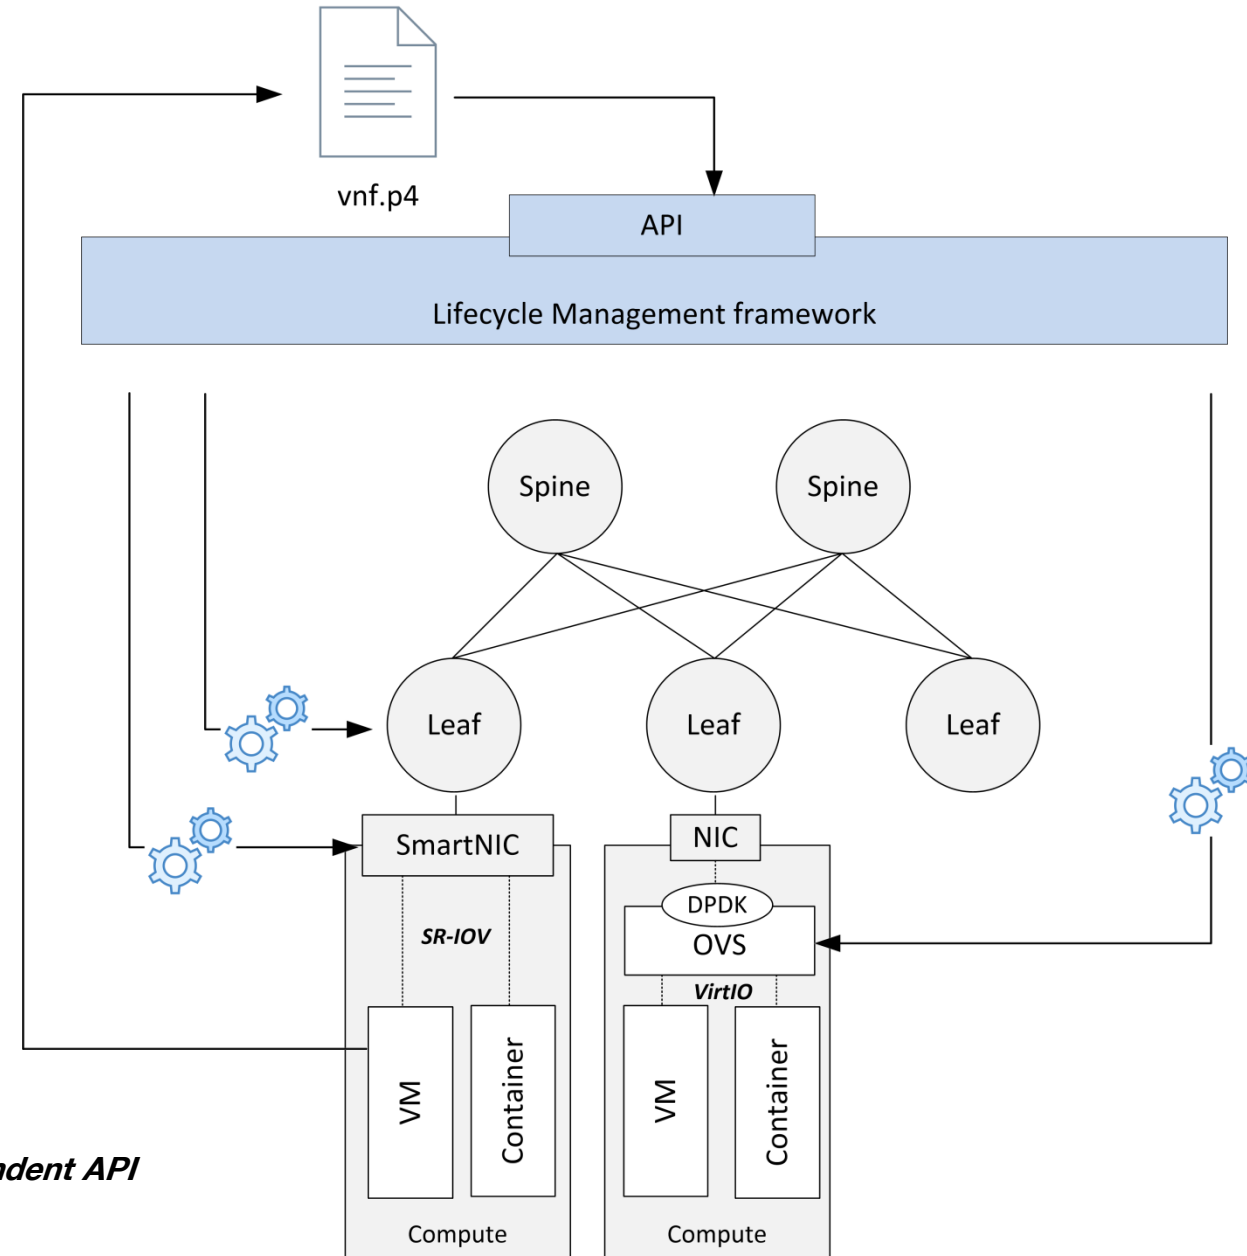 vnf.p4
API
Lifecycle Management framework
Spine
Spine
Leaf
Leaf
Leaf
SmartNIC
NIC
DPDK
OVS
SR-IOV
VirtIO
VM
Container
VM
Container
ndent API
Compute
Compute